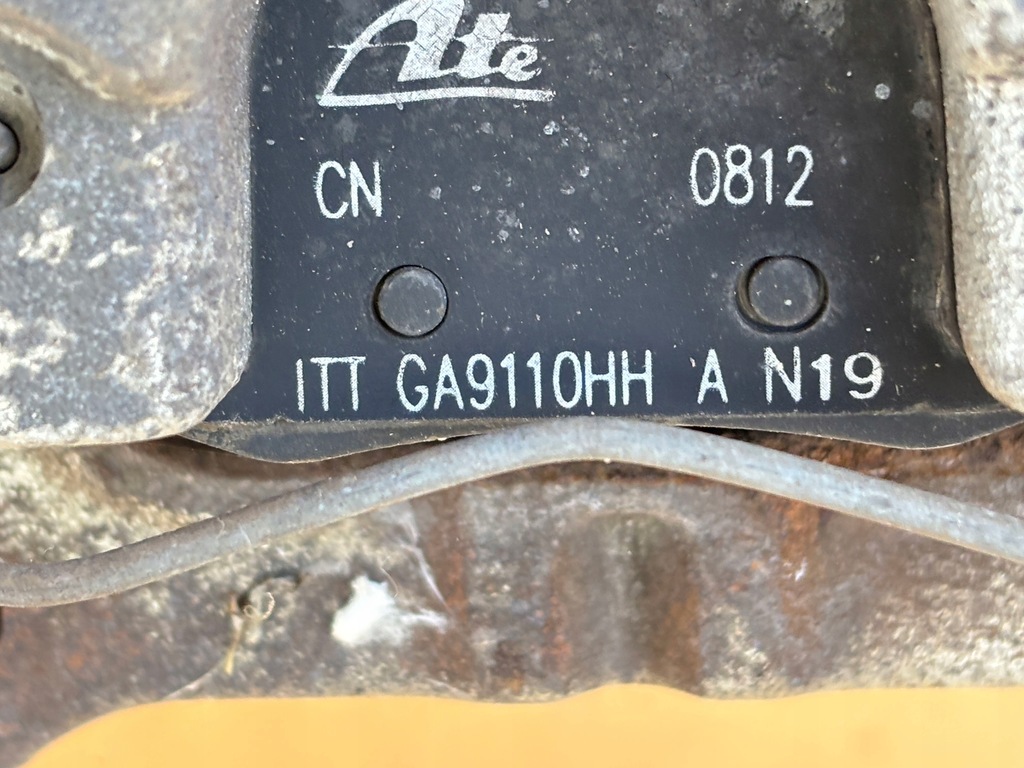 Ate
CN 0812
ITT GA9110HH A N19